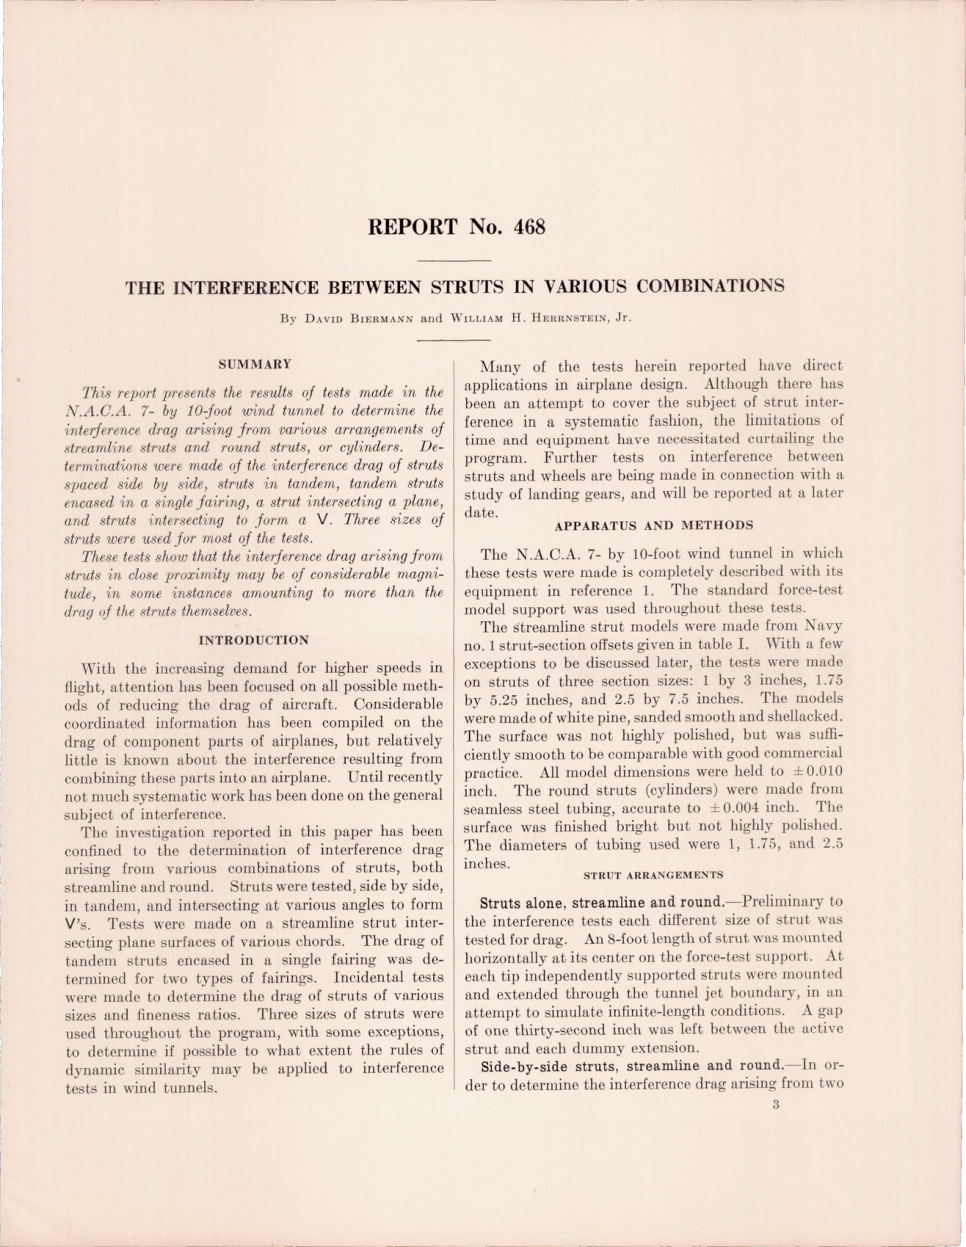 REPORT No. 468
THE INTERFERENCE BETWEEN STRUTS IN VARIOUS COMBINATIONS
By David Biermann and William H. Herrnstein, Jr.
SUMMARY
This report presents the results of tests made in the
N.A.C.A. 7- by 10-foot wind tunnel to determine the
interference drag arising from various arrangements of
streamline struts and round struts, or cylinders. De-
terminations were made of the interference drag of struts
spaced side by side, struts in tandem, tandem struts
encased in a single fairing, a strut intersecting a plane,
and struts intersecting to form a V. Three sizes of
struts were used for most of the tests.
These tests show that the interference drag arising from
struts in close proximity may be of considerable magni-
tude, in some instances amounting to more than the
drag of the struts themselves.
INTRODUCTION
With the increasing demand for higher speeds in
flight, attention has been focused on all possible meth-
ods of reducing the drag of aircraft. Considerable
coordinated information has been compiled on the
drag of component parts of airplanes, but relatively
little is known about the interference resulting from
combining these parts into an airplane. Until recently
not much systematic work has been done on the general
subject of interference.
The investigation reported in this paper has been
confined to the determination of interference drag
arising from various combinations of struts, both
streamline and round. Struts were tested, side by side,
in tandem, and intersecting at various angles to form
V's. Tests were made on a streamline strut inter-
secting plane surfaces of various chords. The drag of
tandem struts encased in a single fairing was de-
termined for two types of fairings. Incidental tests
were made to determine the drag of struts of various
sizes and fineness ratios. Three sizes of struts were
used throughout the program, with some exceptions,
to determine if possible to what extent the rules of
dynamic similarity may be applied to interference
tests in wind tunnels.
Many of the tests herein reported have direct
applications in airplane design. Although there has
been an attempt to cover the subject of strut inter-
ference in a systematic fashion, the limitations of
time and equipment have necessitated curtailing the
program. Further tests on interference between
struts and wheels are being made in connection with a
study of landing gears, and will be reported at a later
date.
APPARATUS AND METHODS
The N.A.C.A. 7- by 10-foot wind tunnel in which
these tests were made is completely described with its
equipment in reference 1. The standard force-test
model support was used throughout these tests.
The streamline strut models were made from Navy
no. 1 strut-section offsets given in table I. With a few
exceptions to be discussed later, the tests were made
on struts of three section sizes: 1 by 3 inches, 1.75
by 5.25 inches, and 2.5 by 7.5 inches. The models
were made of white pine, sanded smooth and shellacked.
The surface was not highly polished, but was suffi-
ciently smooth to be comparable with good commercial
practice. All model dimensions were held to ±0.010
inch. The round struts (cylinders) were made from
seamless steel tubing, accurate to ±0.004 inch. The
surface was finished bright but not highly polished.
The diameters of tubing used were 1, 1.75, and 2.5
inches.
STRUT ARRANGEMENTS
Struts alone, streamline and round.—Preliminary to
the interference tests each different size of strut was
tested for drag. An 8-foot length of strut was mounted
horizontally at its center on the force-test support. At
each tip independently supported struts were mounted
and extended through the tunnel jet boundary, in an
attempt to simulate infinite-length conditions. A gap
of one thirty-second inch was left between the active
strut and each dummy extension.
Side-by-side struts, streamline and round.—In or-
der to determine the interference drag arising from two
3